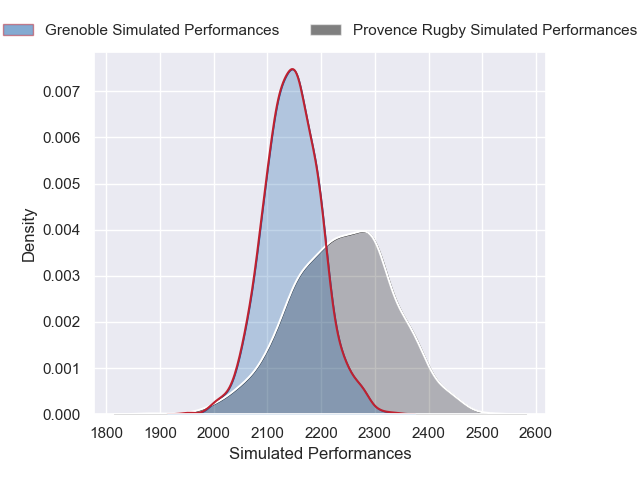 Grenoble Simulated Performances Provence Rugby Simulated Performances
0.007
0.006
0.005
0.004
0.003
0.002
0.001
0.000
Density
1800 1900 2000 2100 2200 2300 2400 2500 2600
Simulated Performances